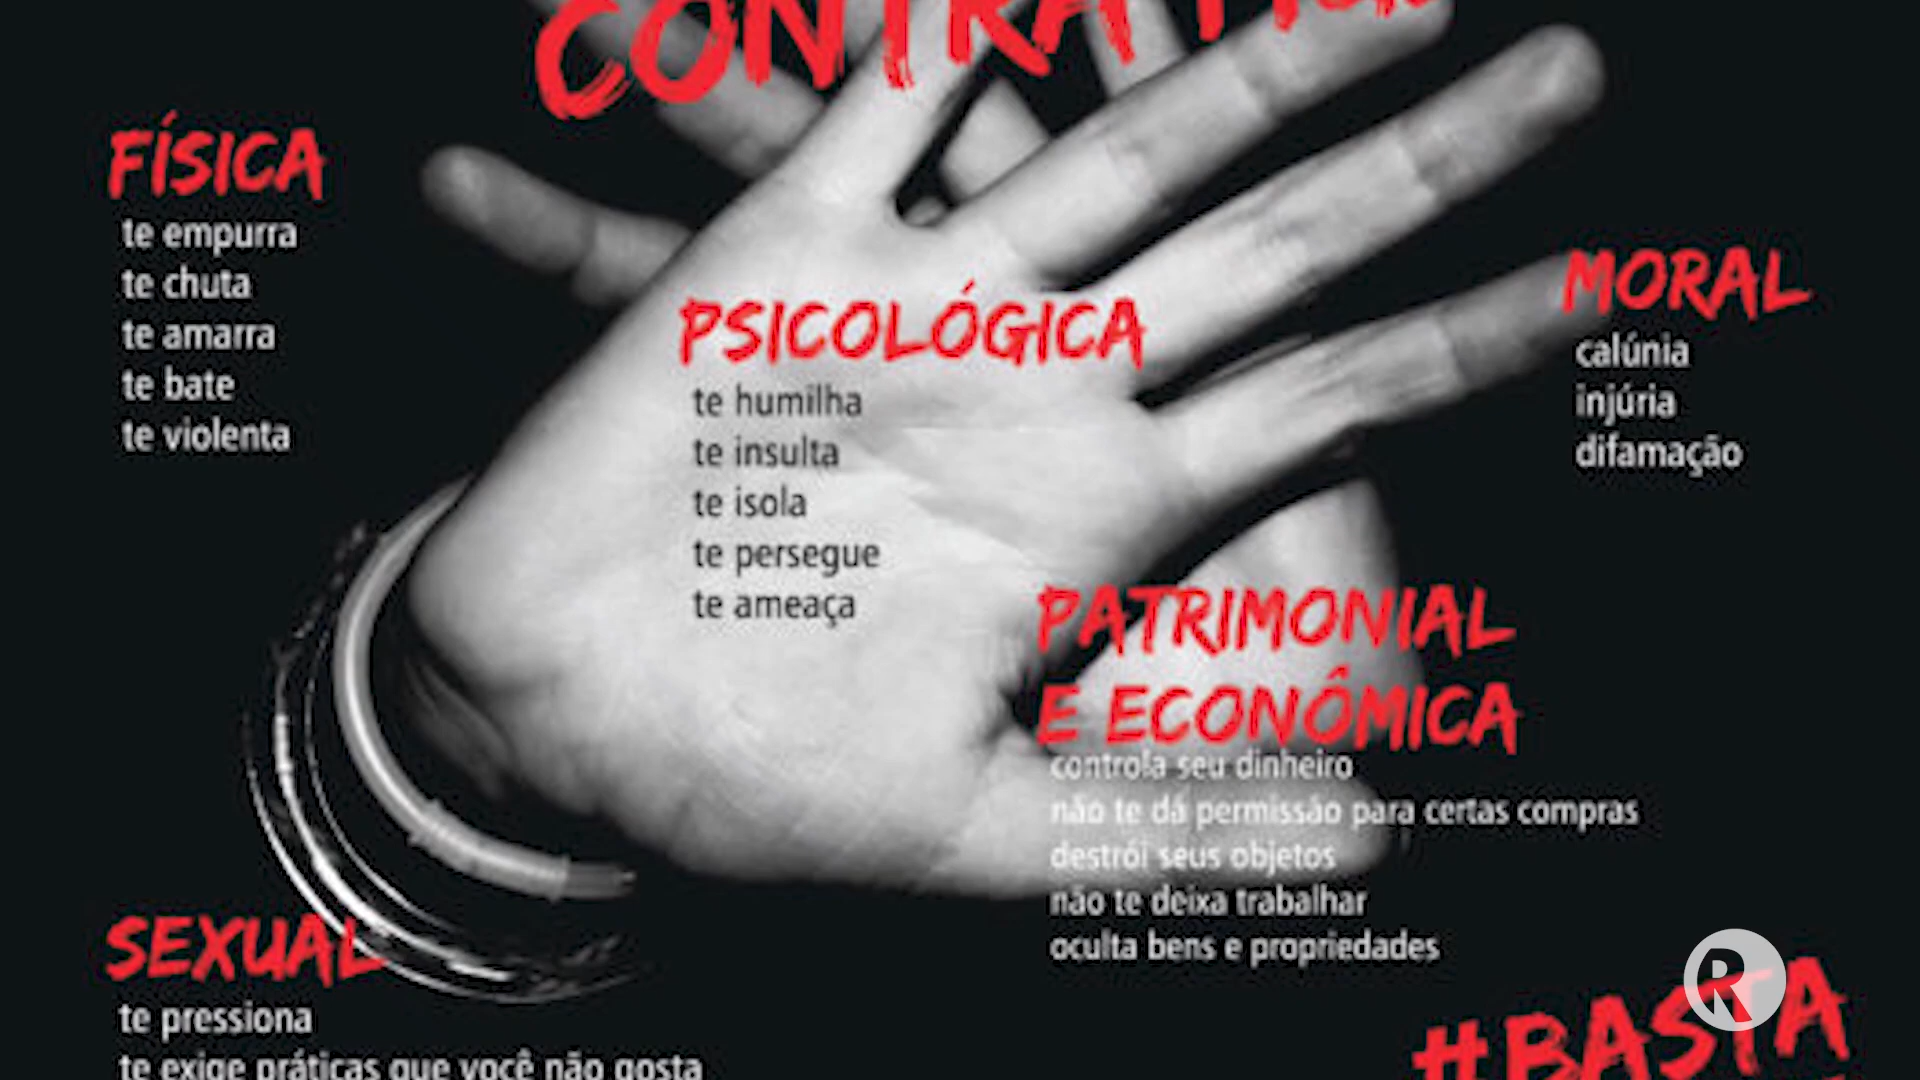 CONTRA
FÍSICA
te empurra
te chuta
te amarra
te bate
te violenta
PSICOLÓGICA
te humilha
te insulta
te isola
te persegue
te ameaça
MORAL
calúnia
injúria
difamação
PATRIMONIAL
E ECONÔMICA
controla seu dinheiro
não te dá permissão para certas compras
destrói seus objetos
não te deixa trabalhar
oculta bens e propriedades
SEXUAL
te pressiona
te exige práticas que você não gosta
#BASTA
R